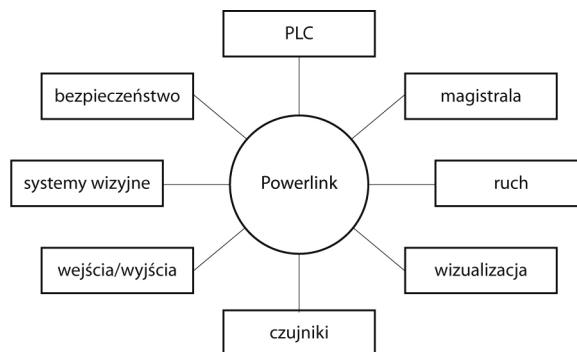 PLC
bezpieczeństwo
magistrala
systemy wizyjne
Powerlink
ruch
wejścia/wyjścia
wizualizacja
czujniki